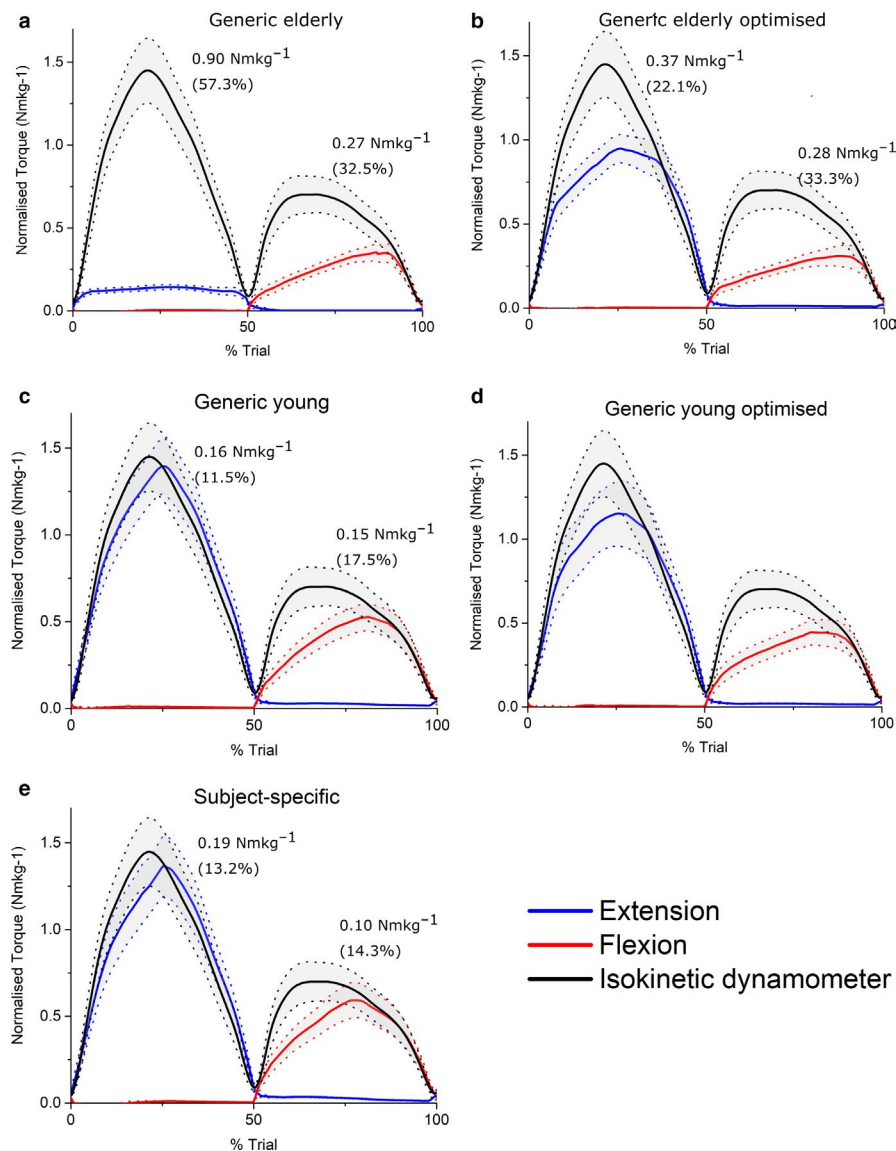 a
Generic elderly
Normalised Torque (Nmkg-1)
1.5
1.0
0.5
0.0
0.90 Nmkg⁻¹
(57.3%)
0.27 Nmkg⁻¹
(32.5%)
0
50
100
% Trial
b
Generic elderly optimised
Normalised Torque (Nmkg-1)
1.5
1.0
0.5
0.0
0.37 Nmkg⁻¹
(22.1%)
0.28 Nmkg⁻¹
(33.3%)
0
50
100
% Trial
c
Generic young
Normalised Torque (Nmkg-1)
1.5
1.0
0.5
0.0
0.16 Nmkg⁻¹
(11.5%)
0.15 Nmkg⁻¹
(17.5%)
0
50
100
% Trial
d
Generic young optimised
Normalised Torque (Nmkg-1)
1.5
1.0
0.5
0.0
0
50
100
% Trial
e
Subject-specific
Normalised Torque (Nmkg-1)
1.5
1.0
0.5
0.0
0.19 Nmkg⁻¹
(13.2%)
0.10 Nmkg⁻¹
(14.3%)
0
50
100
% Trial
Extension
Flexion
Isokinetic dynamometer